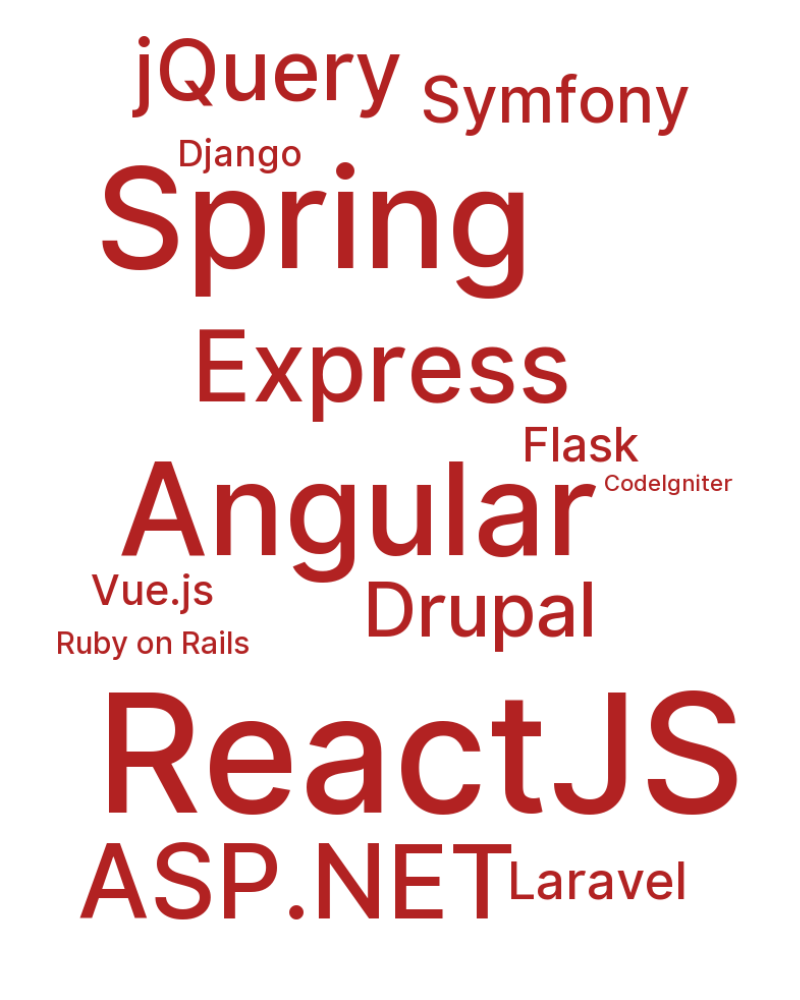 jQuery
Symfony
Django
Spring
Express
Flask
CodeIgniter
Angular
Vue.js
Drupal
Ruby on Rails
ReactJS
ASP.NET
Laravel